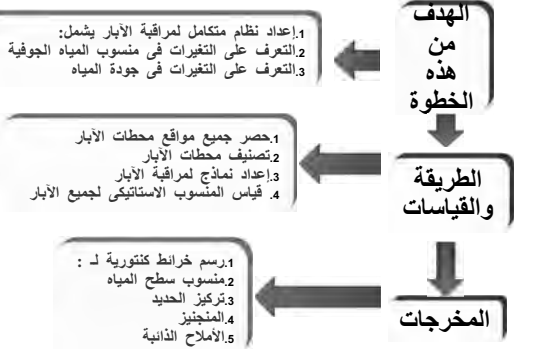 الهدف
من
هذه
الخطوة
1.إعداد نظام متكامل لمراقبة الآبار يشمل:
2.التعرف على التغيرات فى منسوب المياه الجوفية
3.التعرف على التغيرات فى جودة المياه
الطريقة
والقياسات
1.حصر جميع مواقع محطات الآبار
2.تصنيف محطات الآبار
3.إعداد نماذج لمراقبة الآبار
4. قياس المنسوب الاستاتيكى لجميع الآبار
المخرجات
1.رسم خرائط كنتورية لـ :
2.منسوب سطح المياه
3.تركيز الحديد
4.المنجنيز
5.الأملاح الذائبة